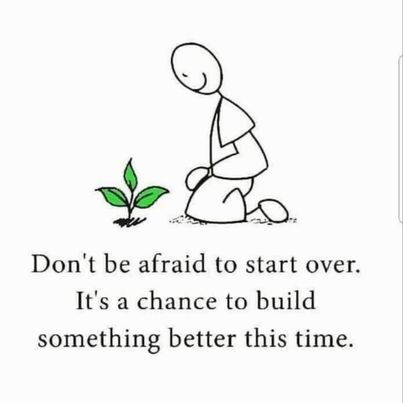 Don't be afraid to start over.
It's a chance to build
something better this time.